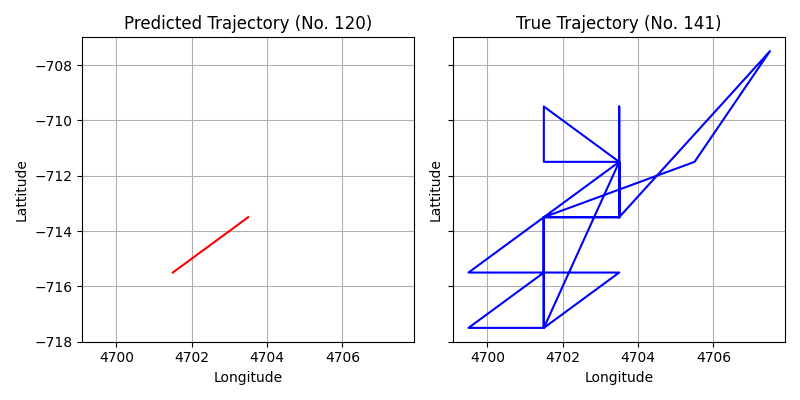 Predicted Trajectory (No. 120)
True Trajectory (No. 141)
Lattitude
−708
−710
−712
−714
−716
−718
4700
4702
4704
4706
Longitude
Lattitude
4700
4702
4704
4706
Longitude